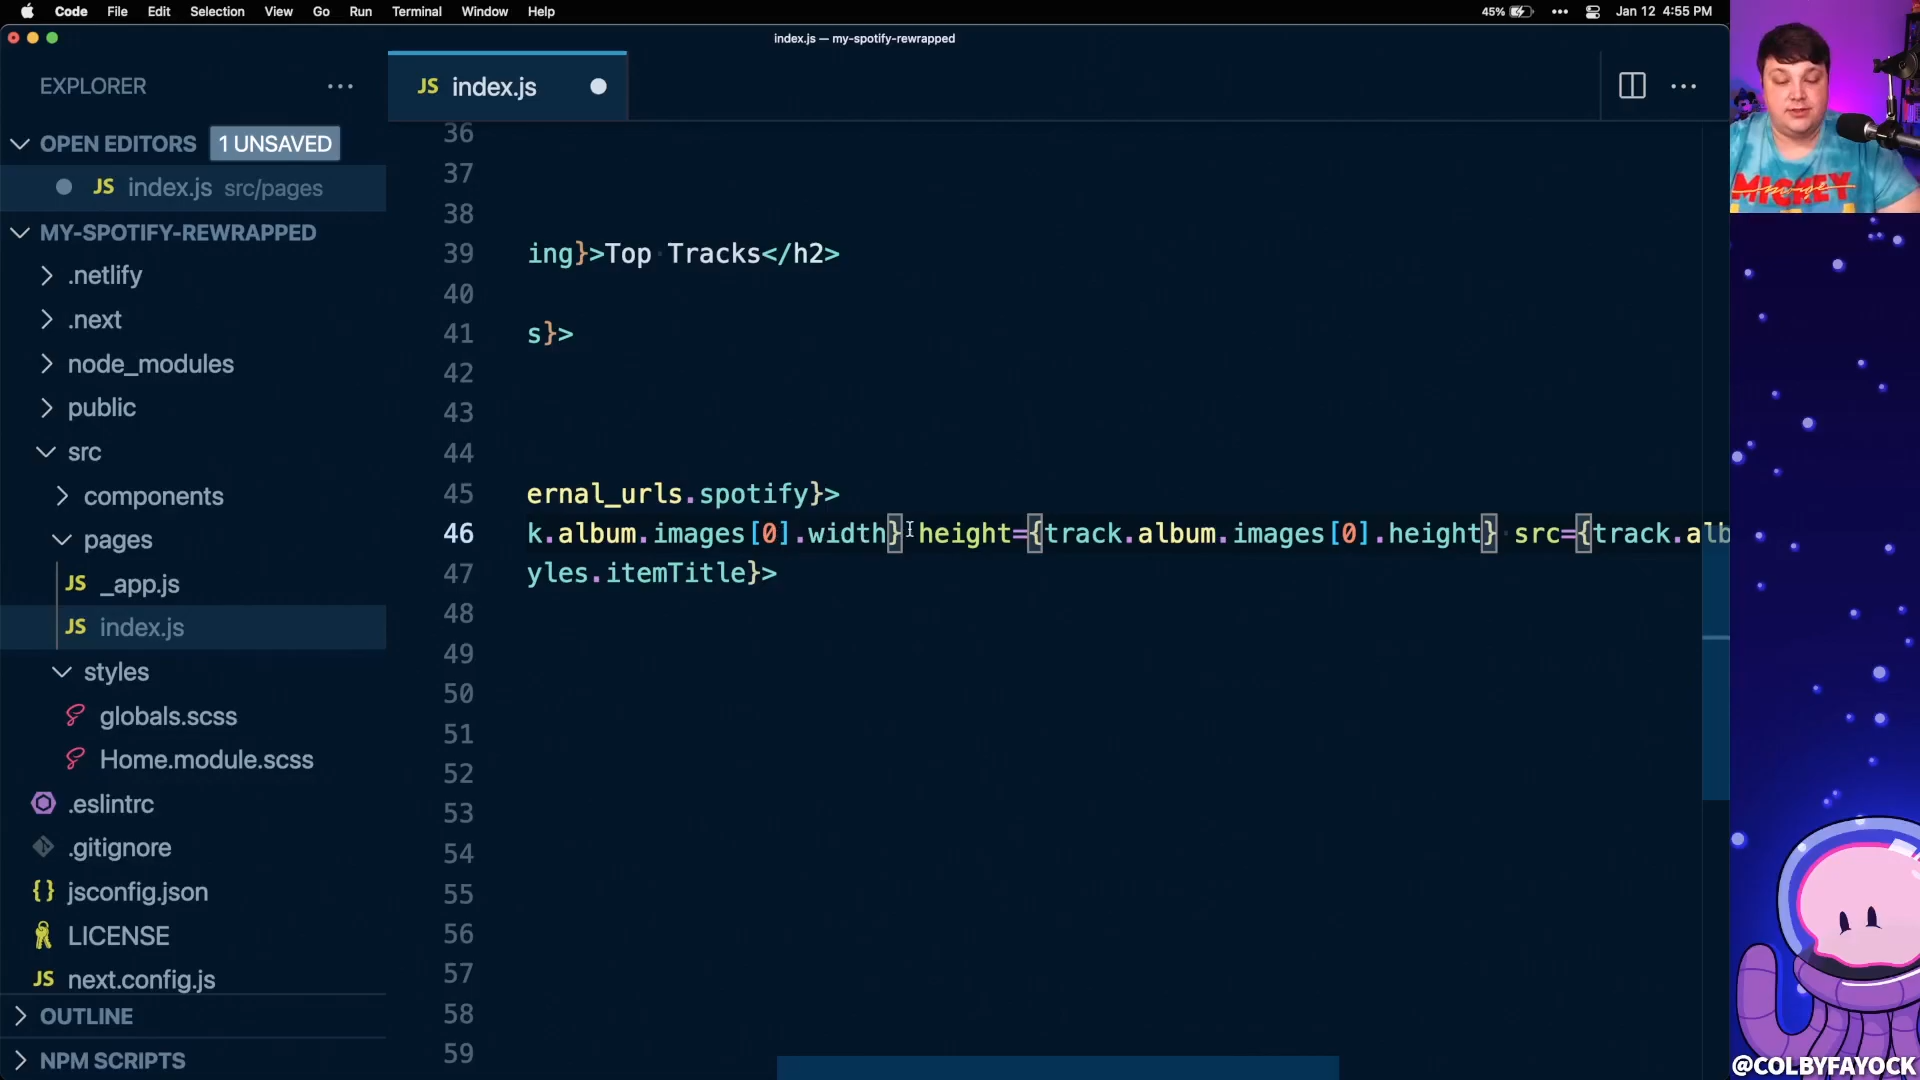 Code File Edit Selection View Go Run Terminal Window Help 45% Jan 12 4:55 PM
index.js — my-spotify-rewrapped
EXPLORER
JS index.js
OPEN EDITORS 1 UNSAVED
JS index.js src/pages
MY-SPOTIFY-REWRAPPED
.netlify
.next
node_modules
public
src
components
pages
JS _app.js
JS index.js
styles
globals.scss
Home.module.scss
.eslintrc
.gitignore
{} jsconfig.json
LICENSE
JS next.config.js
OUTLINE
NPM SCRIPTS
36
37
38
39 ing}>Top Tracks</h2>
40
41 s}>
42
43
44
45 ernal_urls.spotify}>
46 k.album.images[0].width} height={track.album.images[0].height} src={track.alb
47 yles.itemTitle}>
48
49
50
51
52
53
54
55
56
57
58
59
MICKEY
@COLBYFAYOCK